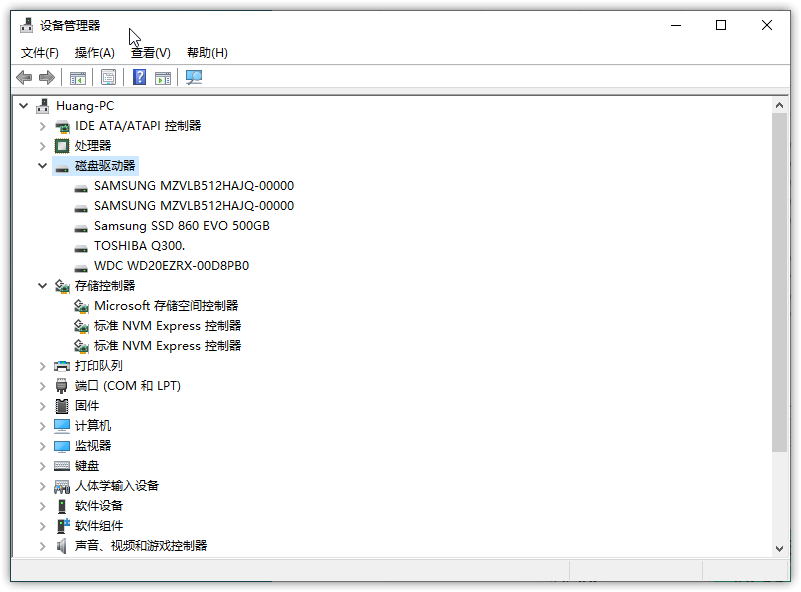 设备管理器
文件(F) 操作(A) 查看(V) 帮助(H)
Huang-PC
IDE ATA/ATAPI 控制器
处理器
磁盘驱动器
SAMSUNG MZVLB512HAJQ-00000
SAMSUNG MZVLB512HAJQ-00000
Samsung SSD 860 EVO 500GB
TOSHIBA Q300.
WDC WD20EZRX-00D8PB0
存储控制器
Microsoft 存储空间控制器
标准 NVM Express 控制器
标准 NVM Express 控制器
打印队列
端口 (COM 和 LPT)
固件
计算机
监视器
键盘
人体学输入设备
软件设备
软件组件
声音、视频和游戏控制器